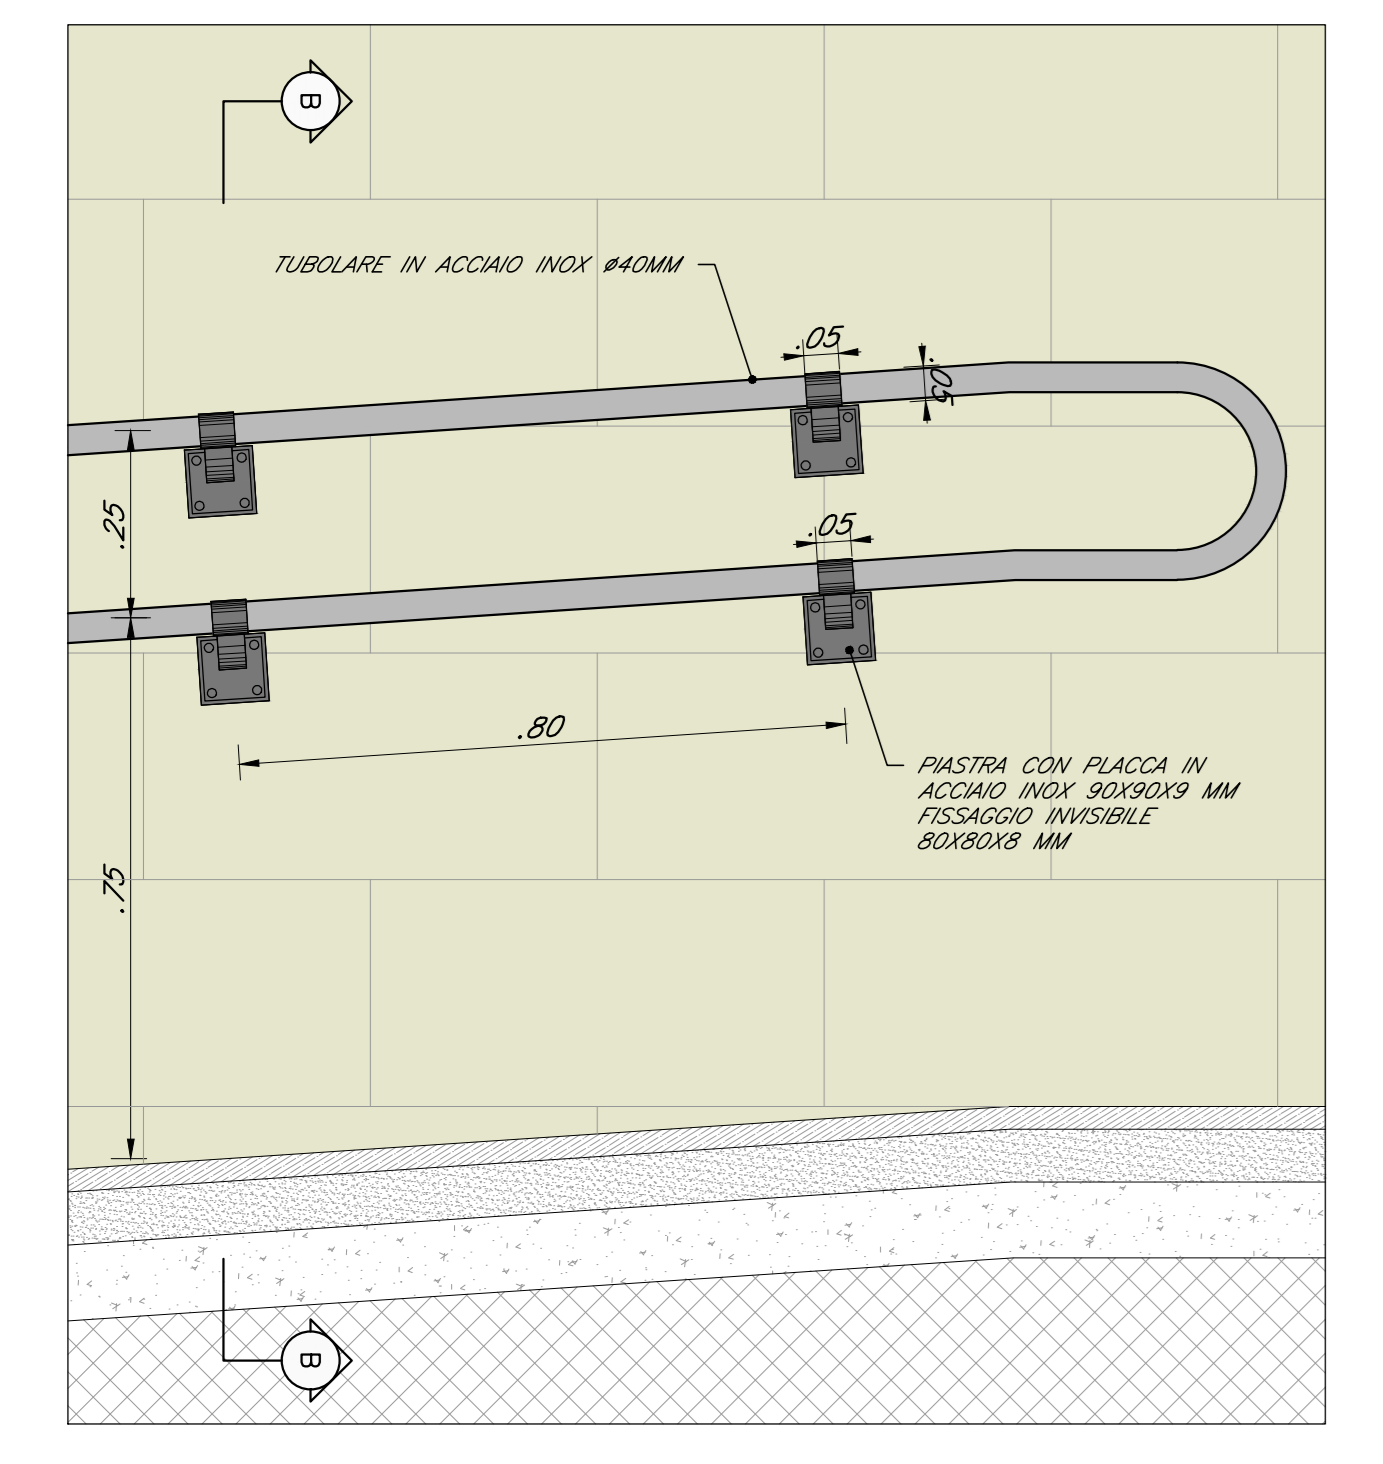 B
TUBOLARE IN ACCIAIO INOX ø40MM
.05
.05
.25
.05
.80
PIASTRA CON PLACCA IN
ACCIAIO INOX 90X90X9 MM
FISSAGGIO INVISIBILE
80X80X8 MM
.75
B